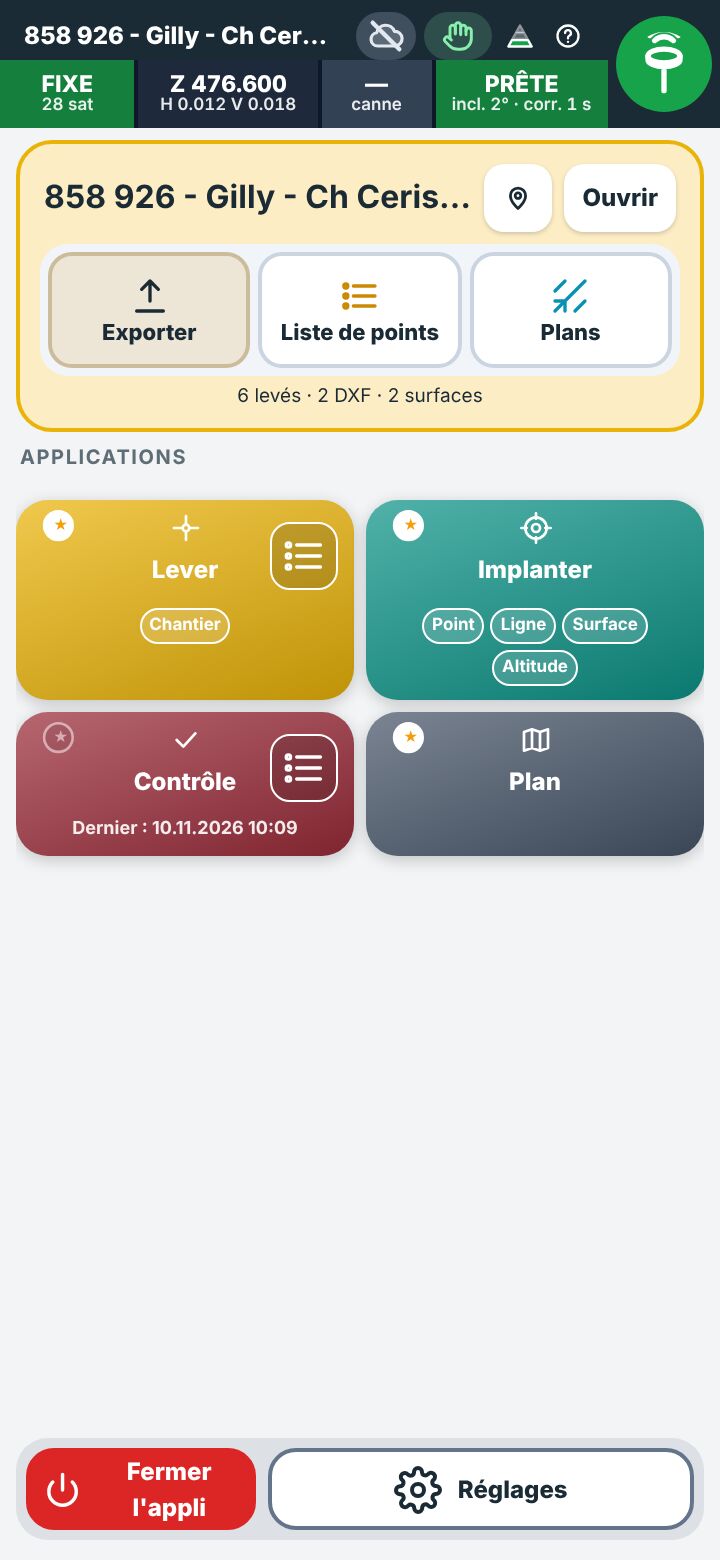 858 926 - Gilly - Ch Cer...
FIXE
28 sat
Z 476.600
H 0.012 V 0.018
—
canne
PRÊTE
incl. 2° · corr. 1 s
858 926 - Gilly - Ch Ceris...
Ouvrir
Exporter
Liste de points
Plans
6 levés · 2 DXF · 2 surfaces
APPLICATIONS
Lever
Chantier
Implanter
Point
Ligne
Surface
Altitude
Contrôle
Dernier : 10.11.2026 10:09
Plan
Fermer
l'appli
Réglages